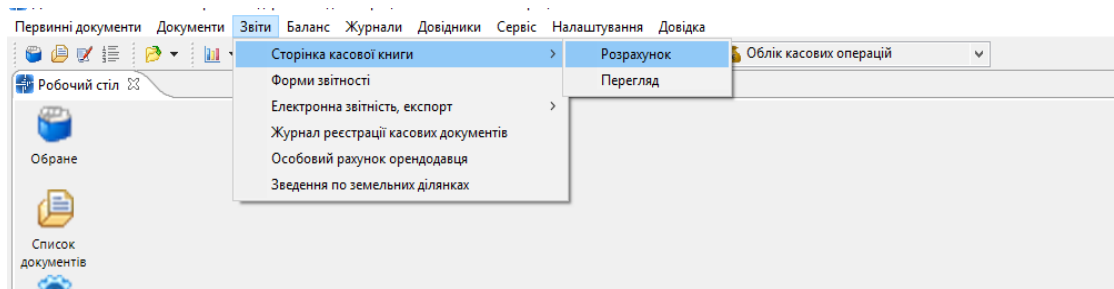 Первинні документи Документи Звіти Баланс Журнали Довідники Сервіс Налаштування Довідка
Облік касових операцій
Робочий стіл
Сторінка касової книги
Форми звітності
Електронна звітність, експорт
Журнал реєстрації касових документів
Особовий рахунок орендодавця
Зведення по земельних ділянках
Розрахунок
Перегляд
Обране
Список
документів